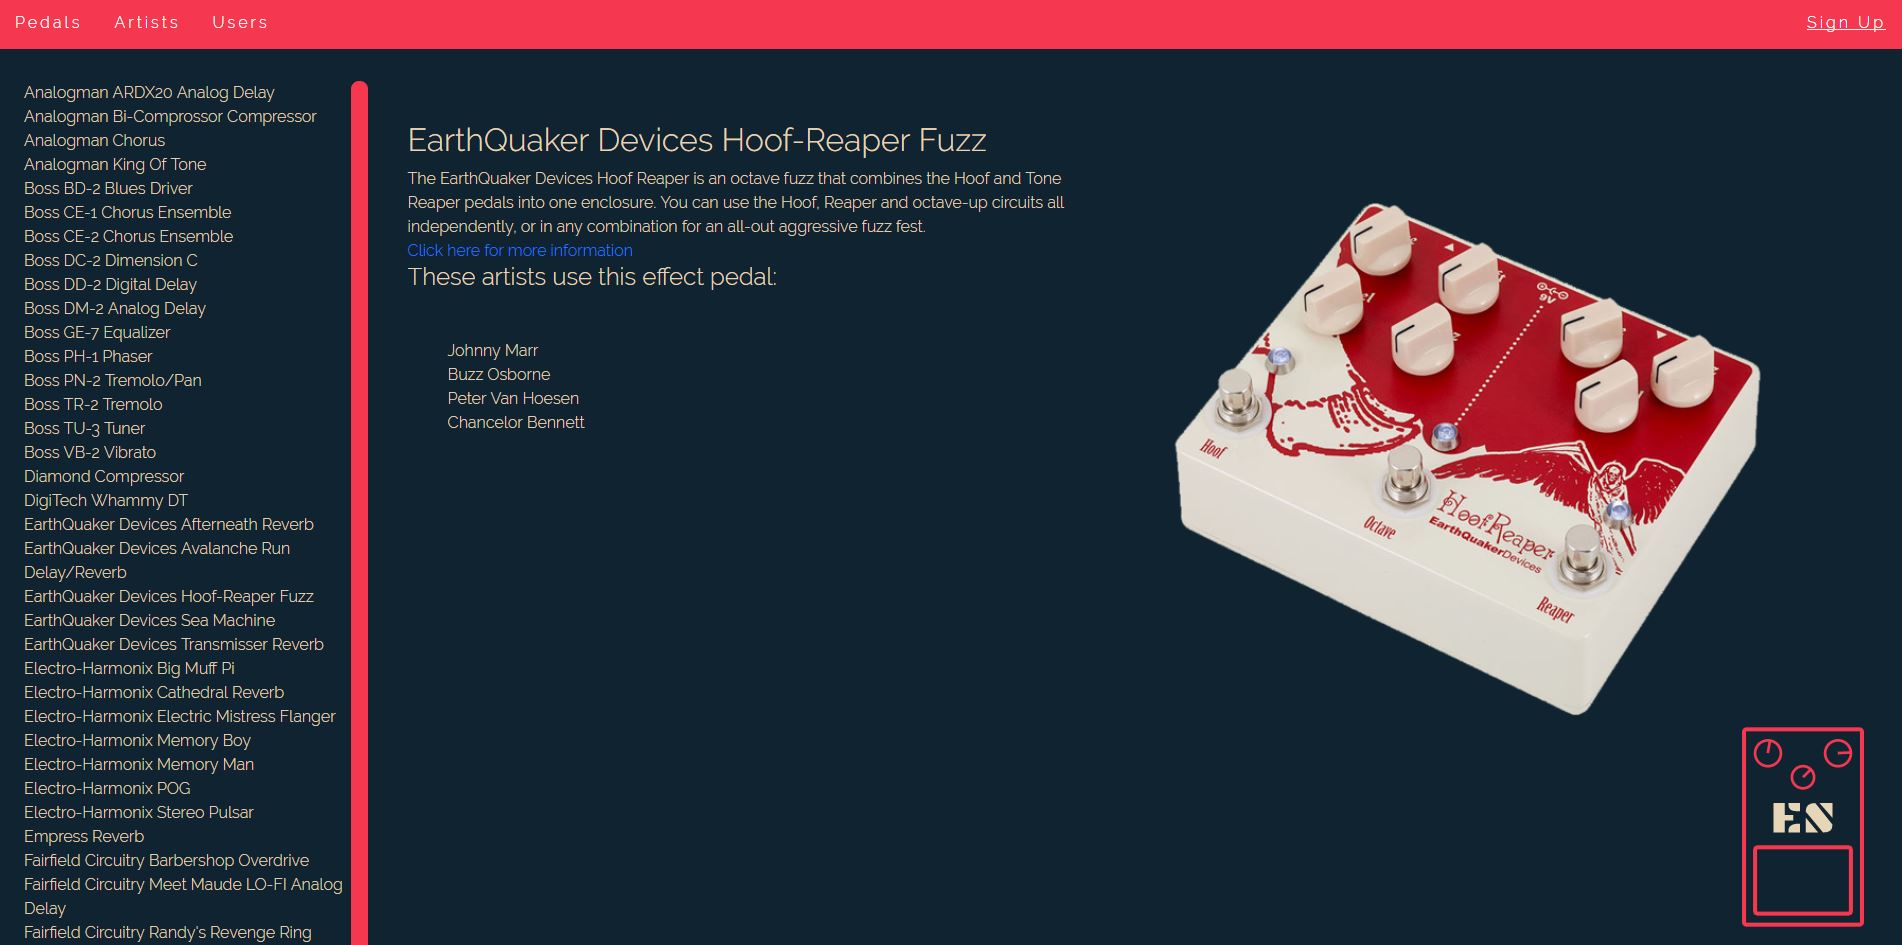 Pedals
Artists
Users
Sign Up
Analogman ARDX20 Analog Delay
Analogman Bi-Comprossor Compressor
Analogman Chorus
Analogman King Of Tone
Boss BD-2 Blues Driver
Boss CE-1 Chorus Ensemble
Boss CE-2 Chorus Ensemble
Boss DC-2 Dimension C
Boss DD-2 Digital Delay
Boss DM-2 Analog Delay
Boss GE-7 Equalizer
Boss PH-1 Phaser
Boss PN-2 Tremolo/Pan
Boss TR-2 Tremolo
Boss TU-3 Tuner
Boss VB-2 Vibrato
Diamond Compressor
DigiTech Whammy DT
EarthQuaker Devices Afterneath Reverb
EarthQuaker Devices Avalanche Run
Delay/Reverb
EarthQuaker Devices Hoof-Reaper Fuzz
EarthQuaker Devices Sea Machine
EarthQuaker Devices Transmisser Reverb
Electro-Harmonix Big Muff Pi
Electro-Harmonix Cathedral Reverb
Electro-Harmonix Electric Mistress Flanger
Electro-Harmonix Memory Boy
Electro-Harmonix Memory Man
Electro-Harmonix POG
Electro-Harmonix Stereo Pulsar
Empress Reverb
Fairfield Circuitry Barbershop Overdrive
Fairfield Circuitry Meet Maude LO-FI Analog
Delay
Fairfield Circuitry Randy's Revenge Ring
EarthQuaker Devices Hoof-Reaper Fuzz
The EarthQuaker Devices Hoof Reaper is an octave fuzz that combines the Hoof and Tone
Reaper pedals into one enclosure. You can use the Hoof, Reaper and octave-up circuits all
independently, or in any combination for an all-out aggressive fuzz fest.
Click here for more information
These artists use this effect pedal:
Johnny Marr
Buzz Osborne
Peter Van Hoesen
Chancelor Bennett
9V
Hoof
Octave
Hoof Reaper
EarthQuakerDevices
Reaper
ES